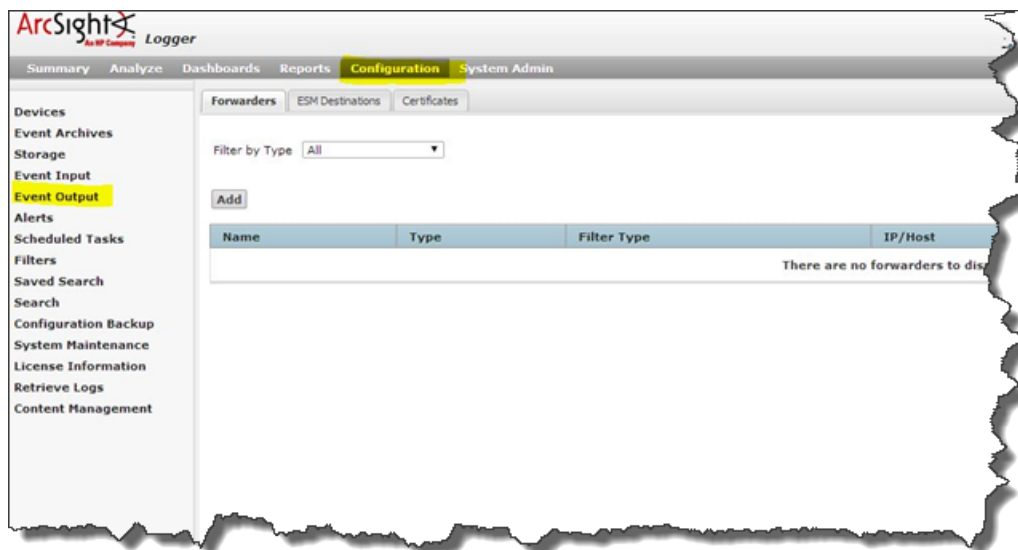 ArcSight
An HP Company Logger
Summary Analyze Dashboards Reports Configuration System Admin
Forwarders ESM Destinations Certificates
Devices
Event Archives
Storage
Event Input
Event Output
Alerts
Scheduled Tasks
Filters
Saved Search
Search
Configuration Backup
System Maintenance
License Information
Retrieve Logs
Content Management
Filter by Type All
Add
Name Type Filter Type IP/Host
There are no forwarders to